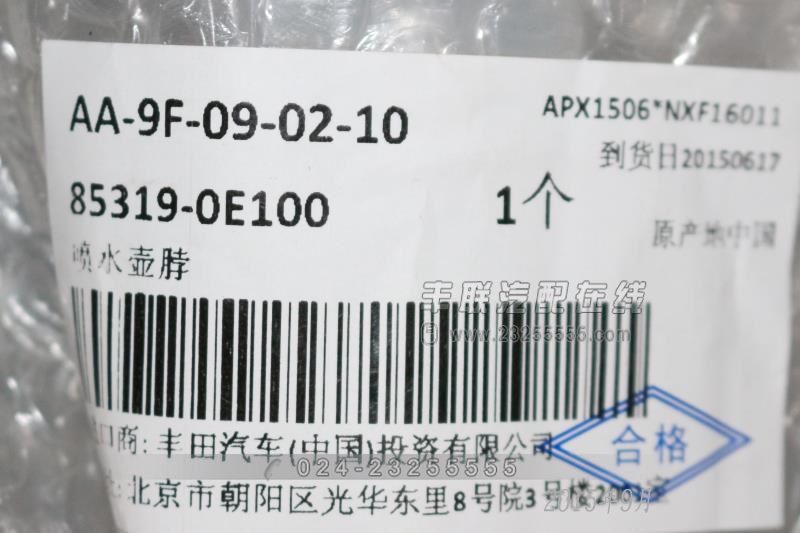 AA-9F-09-02-10
APX1506*NXF16011
到货日20150617
85319-0E100
1个
原产地中国
喷水壶脖
丰联汽配在线
www.23255555.com
口商:丰田汽车(中国)投资有限公司
合格
024-23255555
:北京市朝阳区光华东里8号院3号楼